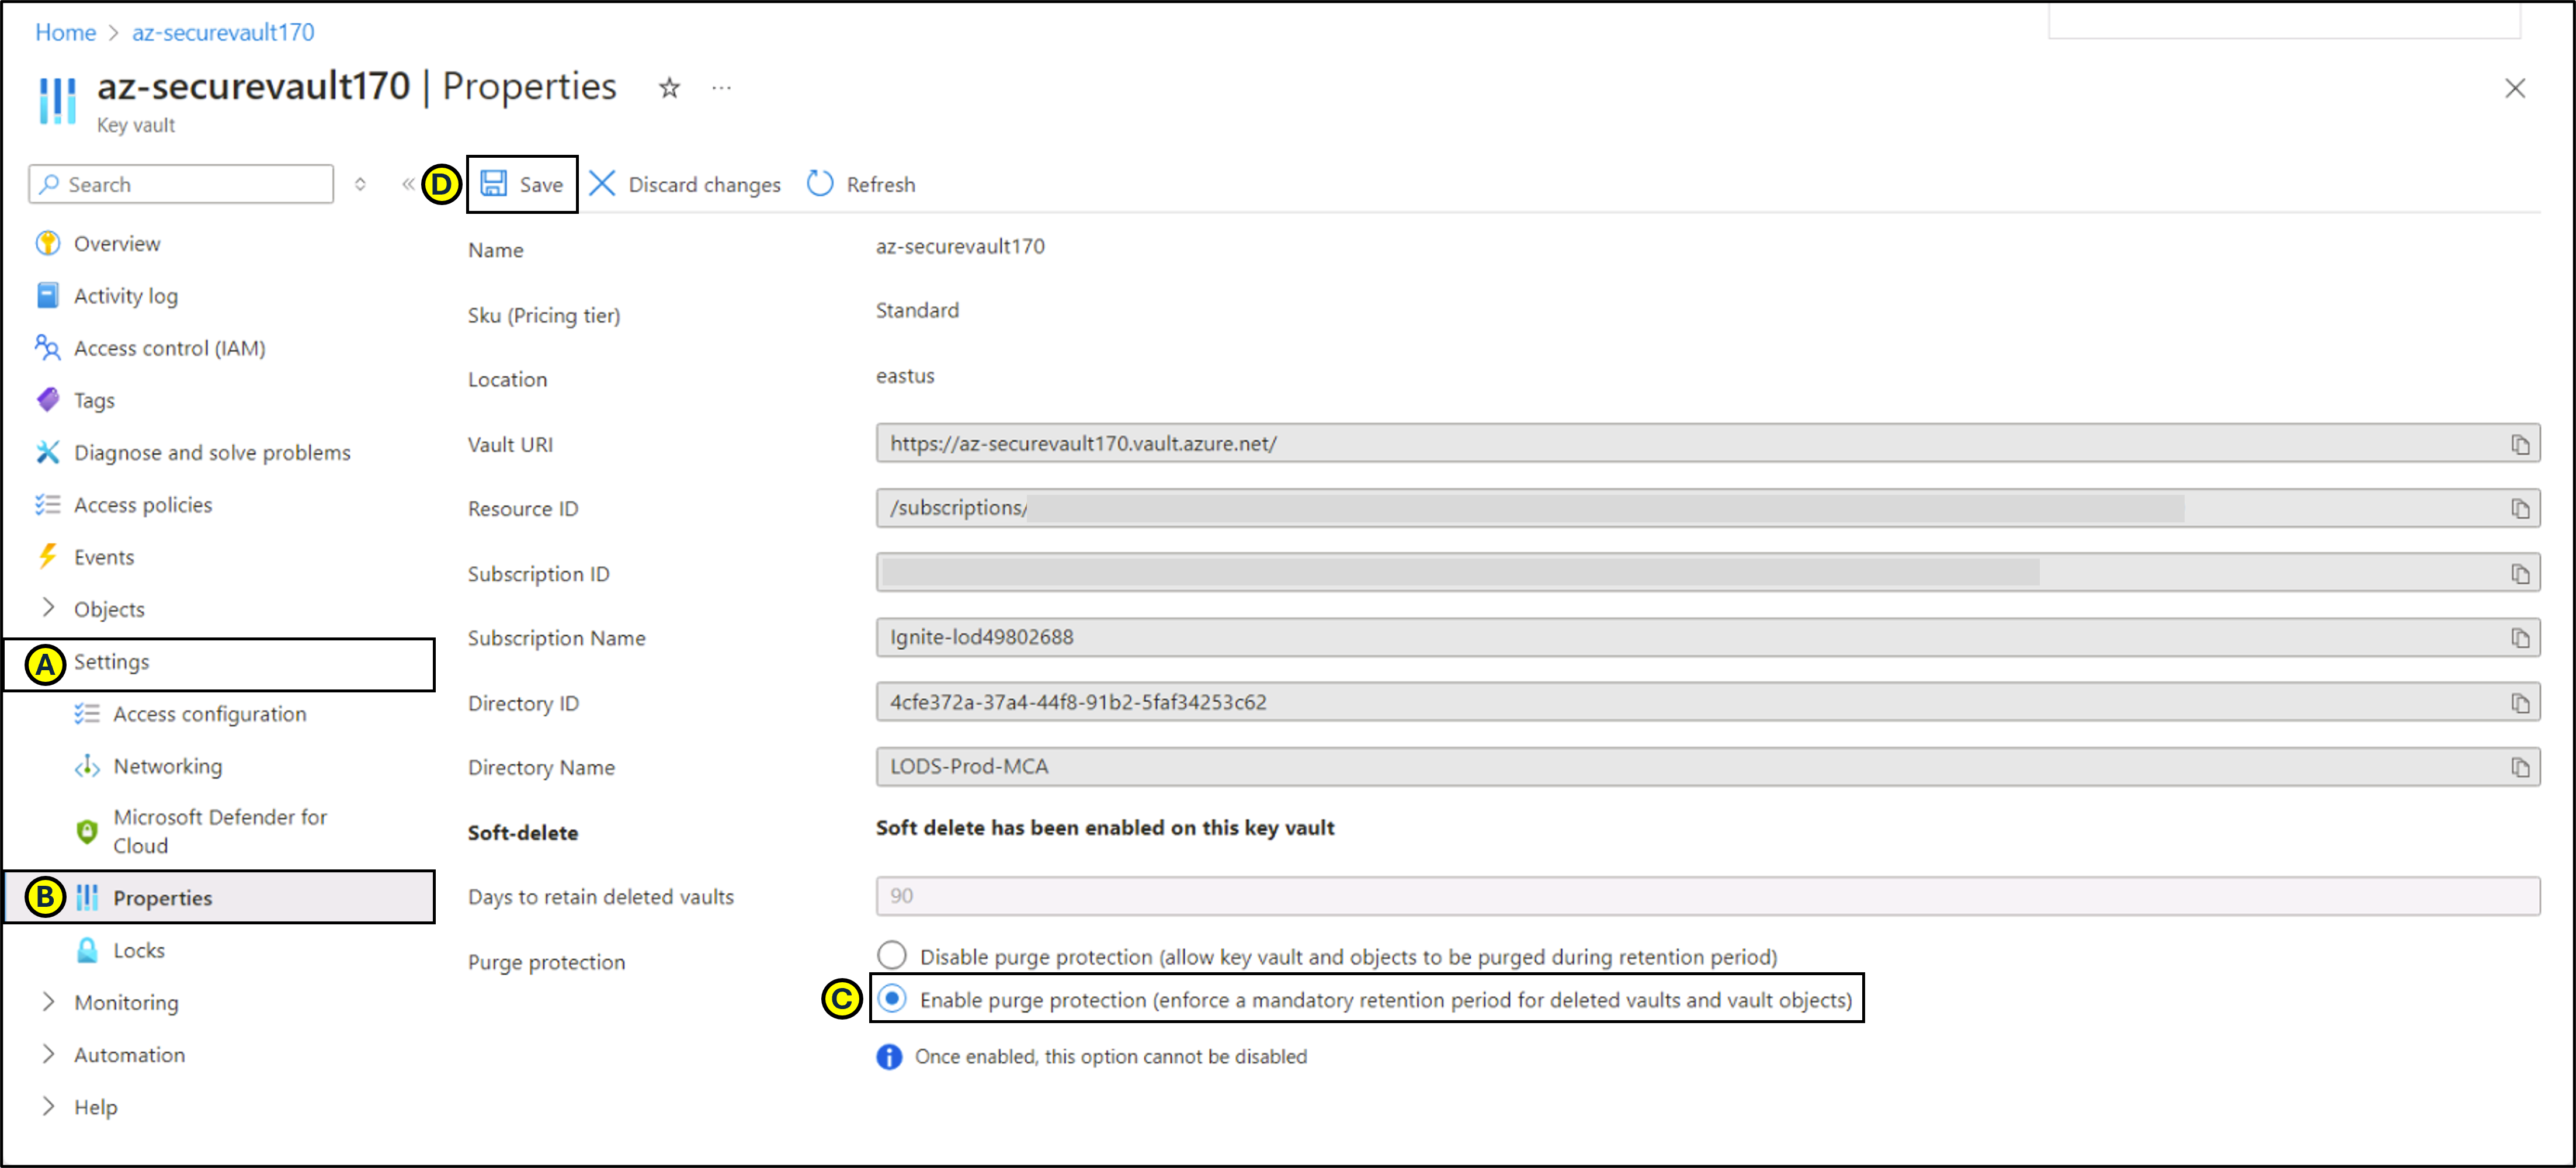 Home > az-securevault170
az-securevault170 | Properties
Key vault
Search
D
Save
Discard changes
Refresh
Overview
Activity log
Access control (IAM)
Tags
Diagnose and solve problems
Access policies
Events
Objects
A
Settings
Access configuration
Networking
Microsoft Defender for
Cloud
B
Properties
Locks
Monitoring
Automation
Help
Name
az-securevault170
Sku (Pricing tier)
Standard
Location
eastus
Vault URI
https://az-securevault170.vault.azure.net/
Resource ID
/subscriptions/
Subscription ID
Subscription Name
Ignite-lod49802688
Directory ID
4cfe372a-37a4-44f8-91b2-5faf34253c62
Directory Name
LODS-Prod-MCA
Soft-delete
Soft delete has been enabled on this key vault
Days to retain deleted vaults
90
Purge protection
Disable purge protection (allow key vault and objects to be purged during retention period)
C
Enable purge protection (enforce a mandatory retention period for deleted vaults and vault objects)
Once enabled, this option cannot be disabled